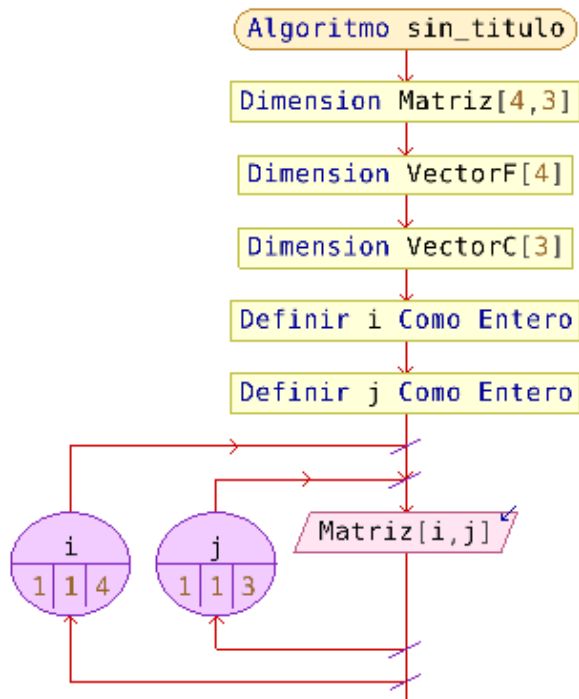 Algoritmo sin_titulo
Dimension Matriz[4,3]
Dimension VectorF[4]
Dimension VectorC[3]
Definir i Como Entero
Definir j Como Entero
Matriz[i,j]
i
1 1 4
j
1 1 3